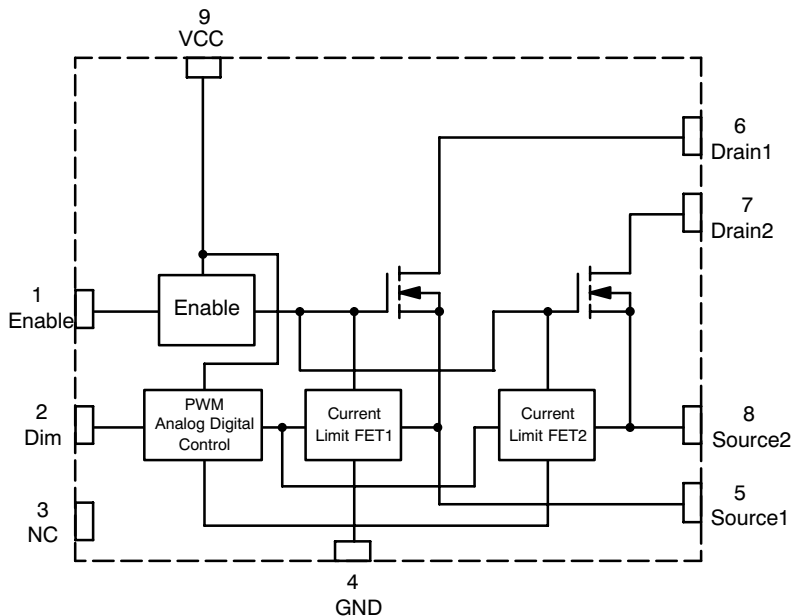 9
VCC
6
Drain1
7
Drain2
1
Enable
Enable
2
Dim
PWM
Analog Digital
Control
Current
Limit FET1
Current
Limit FET2
8
Source2
3
NC
5
Source1
4
GND